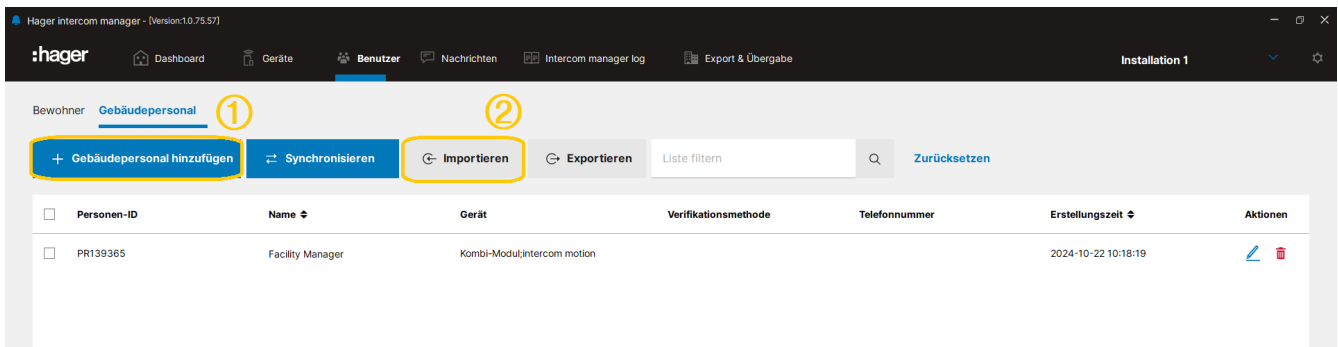 Hager intercom manager - [Version:1.0.75.57]
:hager Dashboard Geräte Benutzer Nachrichten Intercom manager log Export & Übergabe Installation 1
Bewohner Gebäudepersonal 1 2
+ Gebäudepersonal hinzufügen Synchronisieren Importieren Exportieren Liste filtern Zurücksetzen
Personen-ID Name Gerät Verifikationsmethode Telefonnummer Erstellungszeit Aktionen
PR139365 Facility Manager Kombi-Modul;intercom motion 2024-10-22 10:18:19